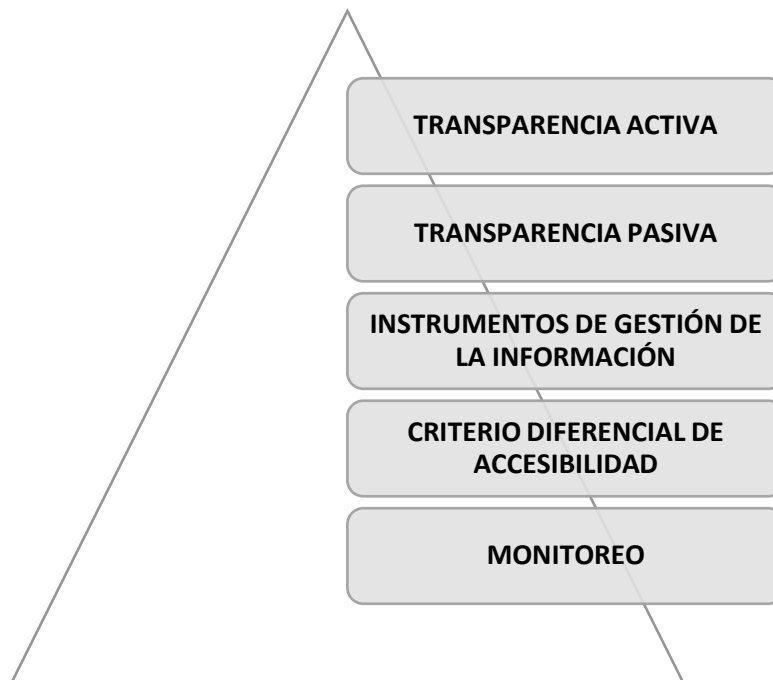 TRANSPARENCIA ACTIVA
TRANSPARENCIA PASIVA
INSTRUMENTOS DE GESTIÓN DE
LA INFORMACIÓN
CRITERIO DIFERENCIAL DE
ACCESIBILIDAD
MONITOREO